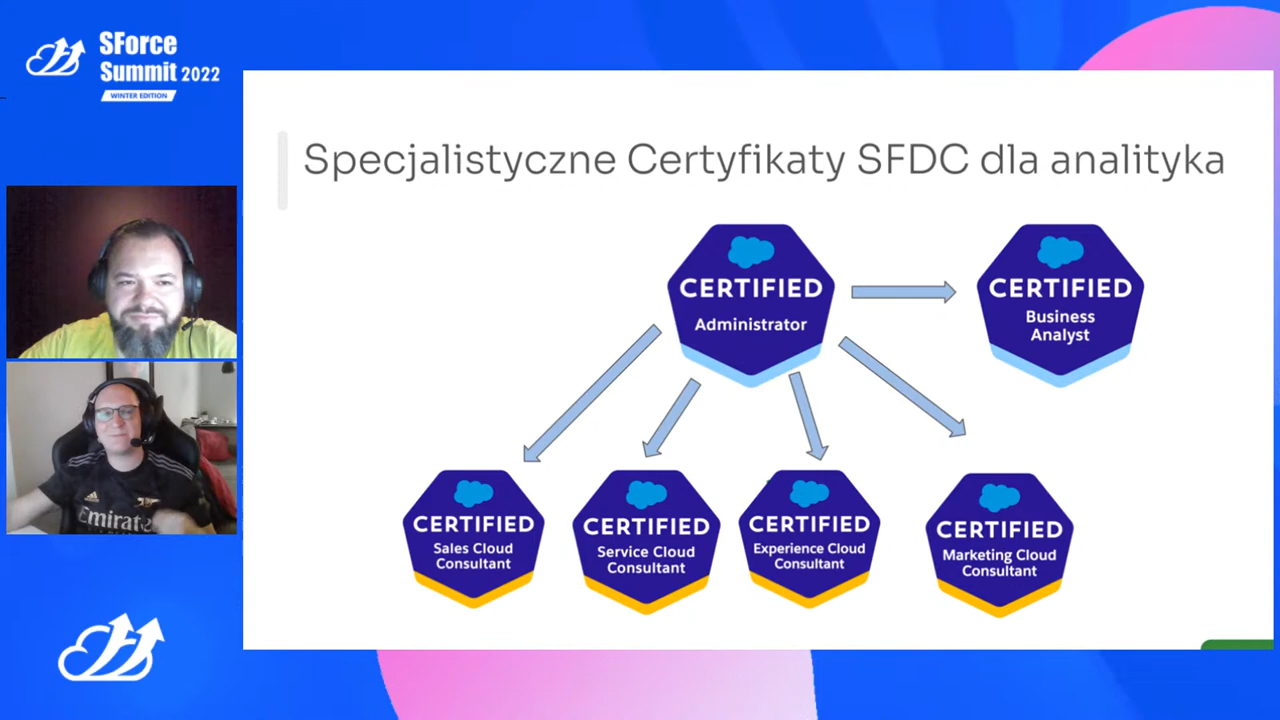 SForce
Summit 2022
WINTER EDITION
Specjalistyczne Certyfikaty SFDC dla analityka
CERTIFIED
Administrator
CERTIFIED
Business
Analyst
CERTIFIED
Sales Cloud
Consultant
CERTIFIED
Service Cloud
Consultant
CERTIFIED
Experience Cloud
Consultant
CERTIFIED
Marketing Cloud
Consultant
Emirates